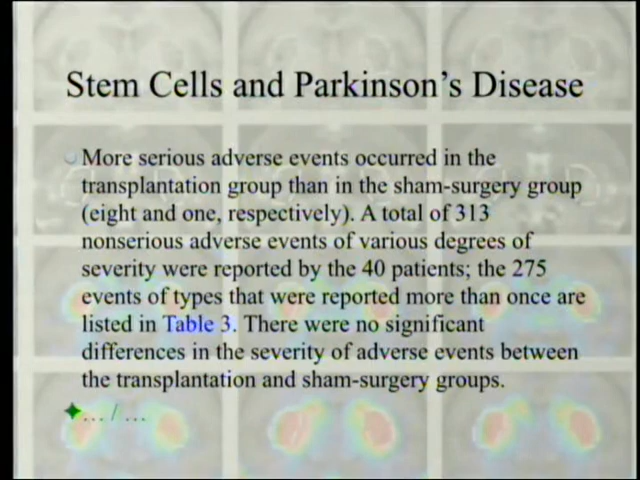 Stem Cells and Parkinson's Disease
More serious adverse events occurred in the
transplantation group than in the sham-surgery group
(eight and one, respectively). A total of 313
nonserious adverse events of various degrees of
severity were reported by the 40 patients; the 275
events of types that were reported more than once are
listed in Table 3. There were no significant
differences in the severity of adverse events between
the transplantation and sham-surgery groups.
… / …